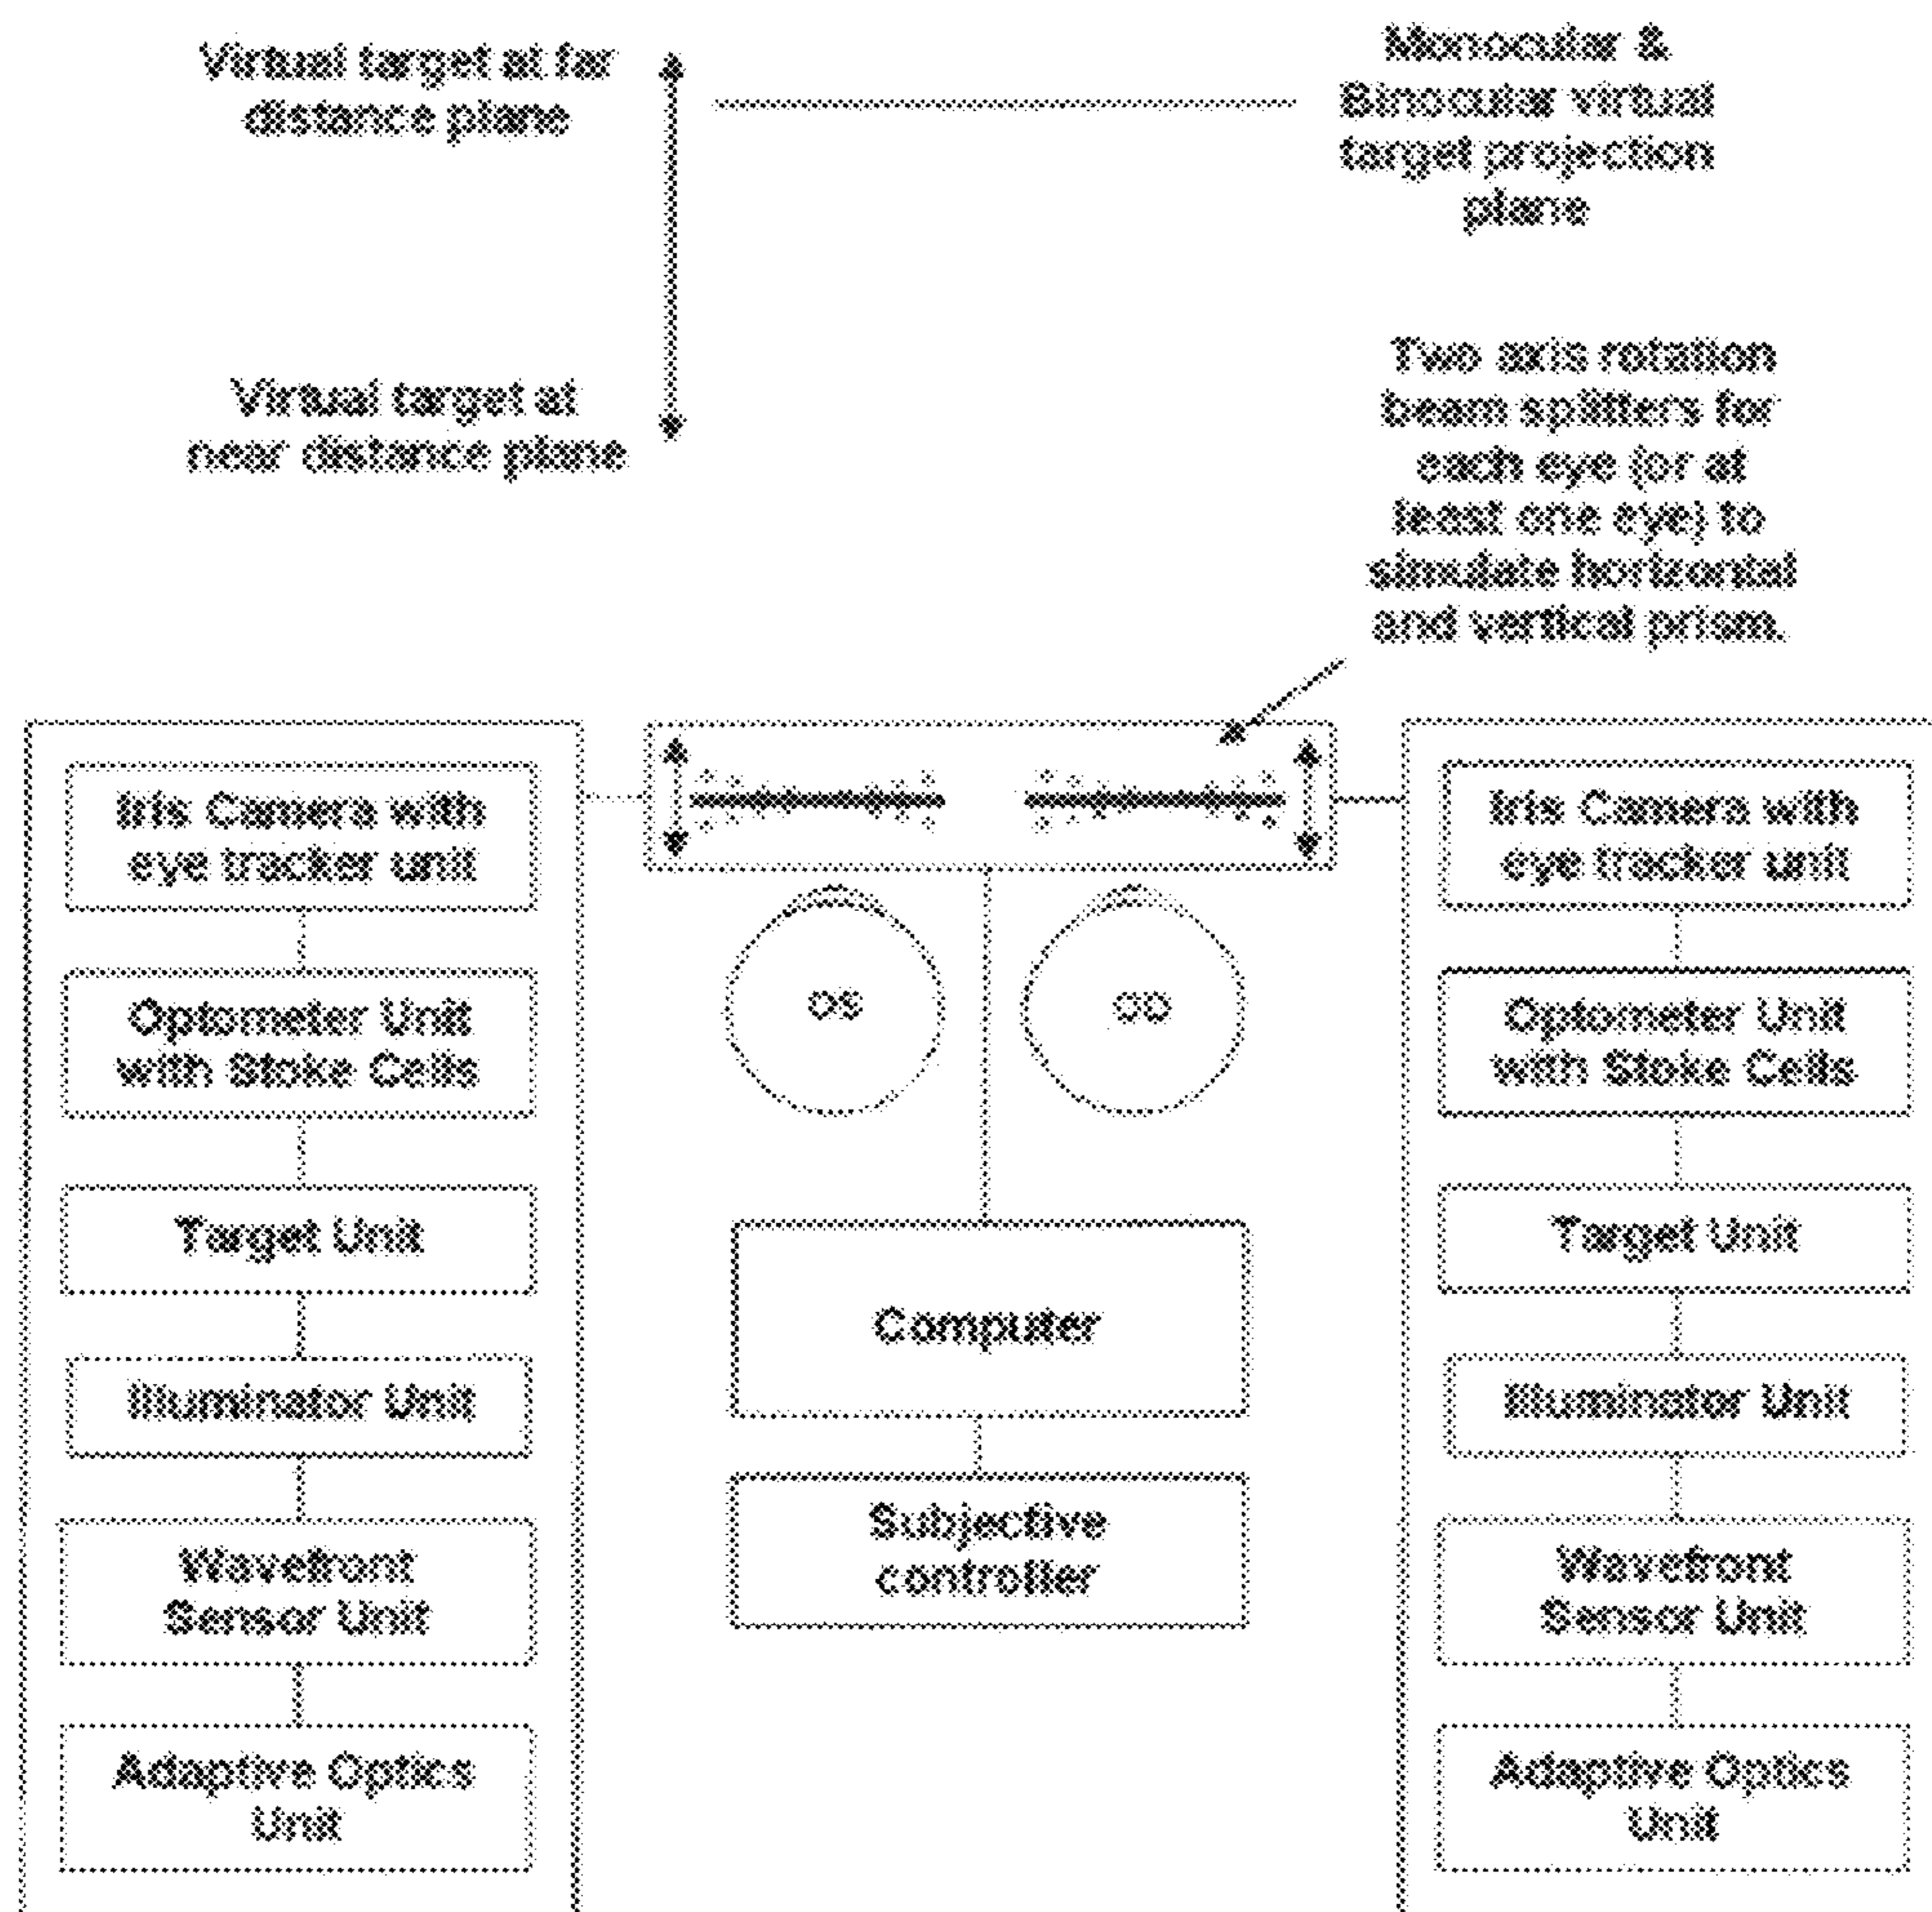 Virtual target at far
distance plane
Monocular &
Binocular virtual
target projection
plane
Virtual target at
near distance plane
Two axis rotation
beam splitters for
each eye (or at
least one eye) to
simulate horizontal
and vertical prism.
Iris Camera with
eye tracker unit
Optometer Unit
with Stoke Cells
Target Unit
Illuminator Unit
Wavefront
Sensor Unit
Adaptive Optics
Unit
OS
OD
Computer
Subjective
controller
Iris Camera with
eye tracker unit
Optometer Unit
with Stoke Cells
Target Unit
Illuminator Unit
Wavefront
Sensor Unit
Adaptive Optics
Unit